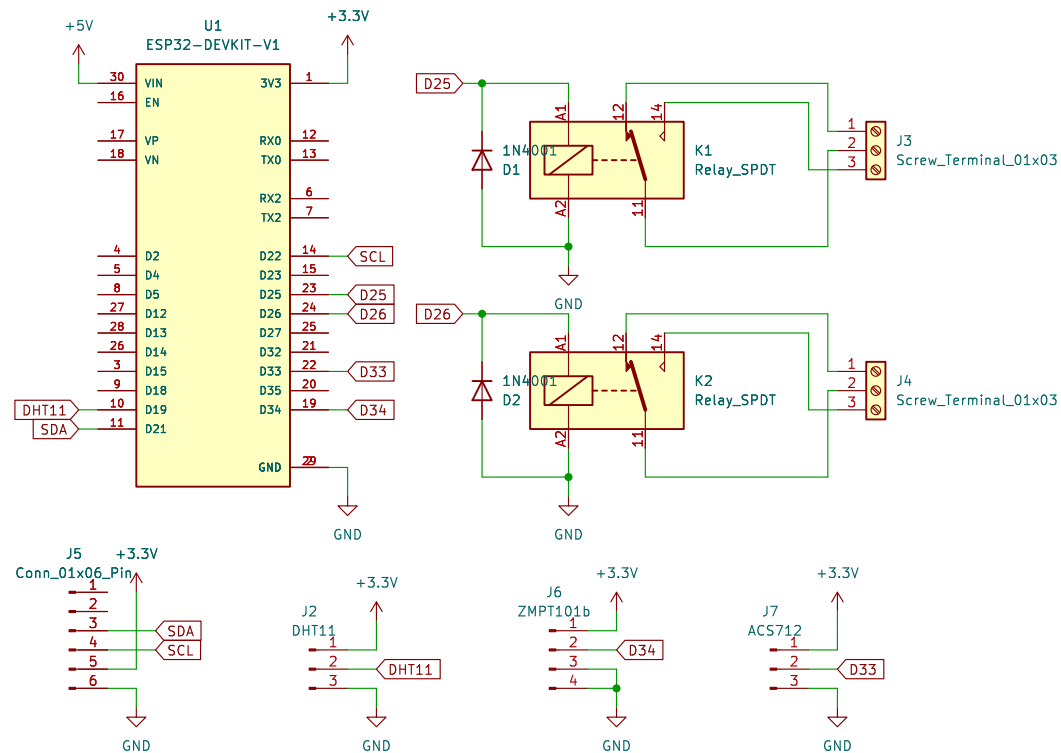 +5V
U1
ESP32-DEVKIT-V1
+3.3V
30 VIN 3V3 1
16 EN
17 VP RX0 12
18 VN TX0 13
RX2 6
TX2 7
4 D2 D22 14 SCL
5 D4 D23 15
8 D5 D25 23 D25
27 D12 D26 24 D26
28 D13 D27 25
26 D14 D32 21
3 D15 D33 22 D33
9 D18 D35 20
DHT11 10 D19 D34 19 D34
SDA 11 D21
GND
GND
D25
A1
12
14
1N4001
D1
A2
11
K1
Relay_SPDT
1
2
3
J3
Screw_Terminal_01x03
GND
D26
A1
12
14
1N4001
D2
A2
11
K2
Relay_SPDT
1
2
3
J4
Screw_Terminal_01x03
GND
J5
Conn_01x06_Pin
+3.3V
1
2
3 SDA
4 SCL
5
6
GND
+3.3V
J2
DHT11
1
2 DHT11
3
GND
+3.3V
J6
ZMPT101b
1
2 D34
3
4
GND
+3.3V
J7
ACS712
1
2 D33
3
GND